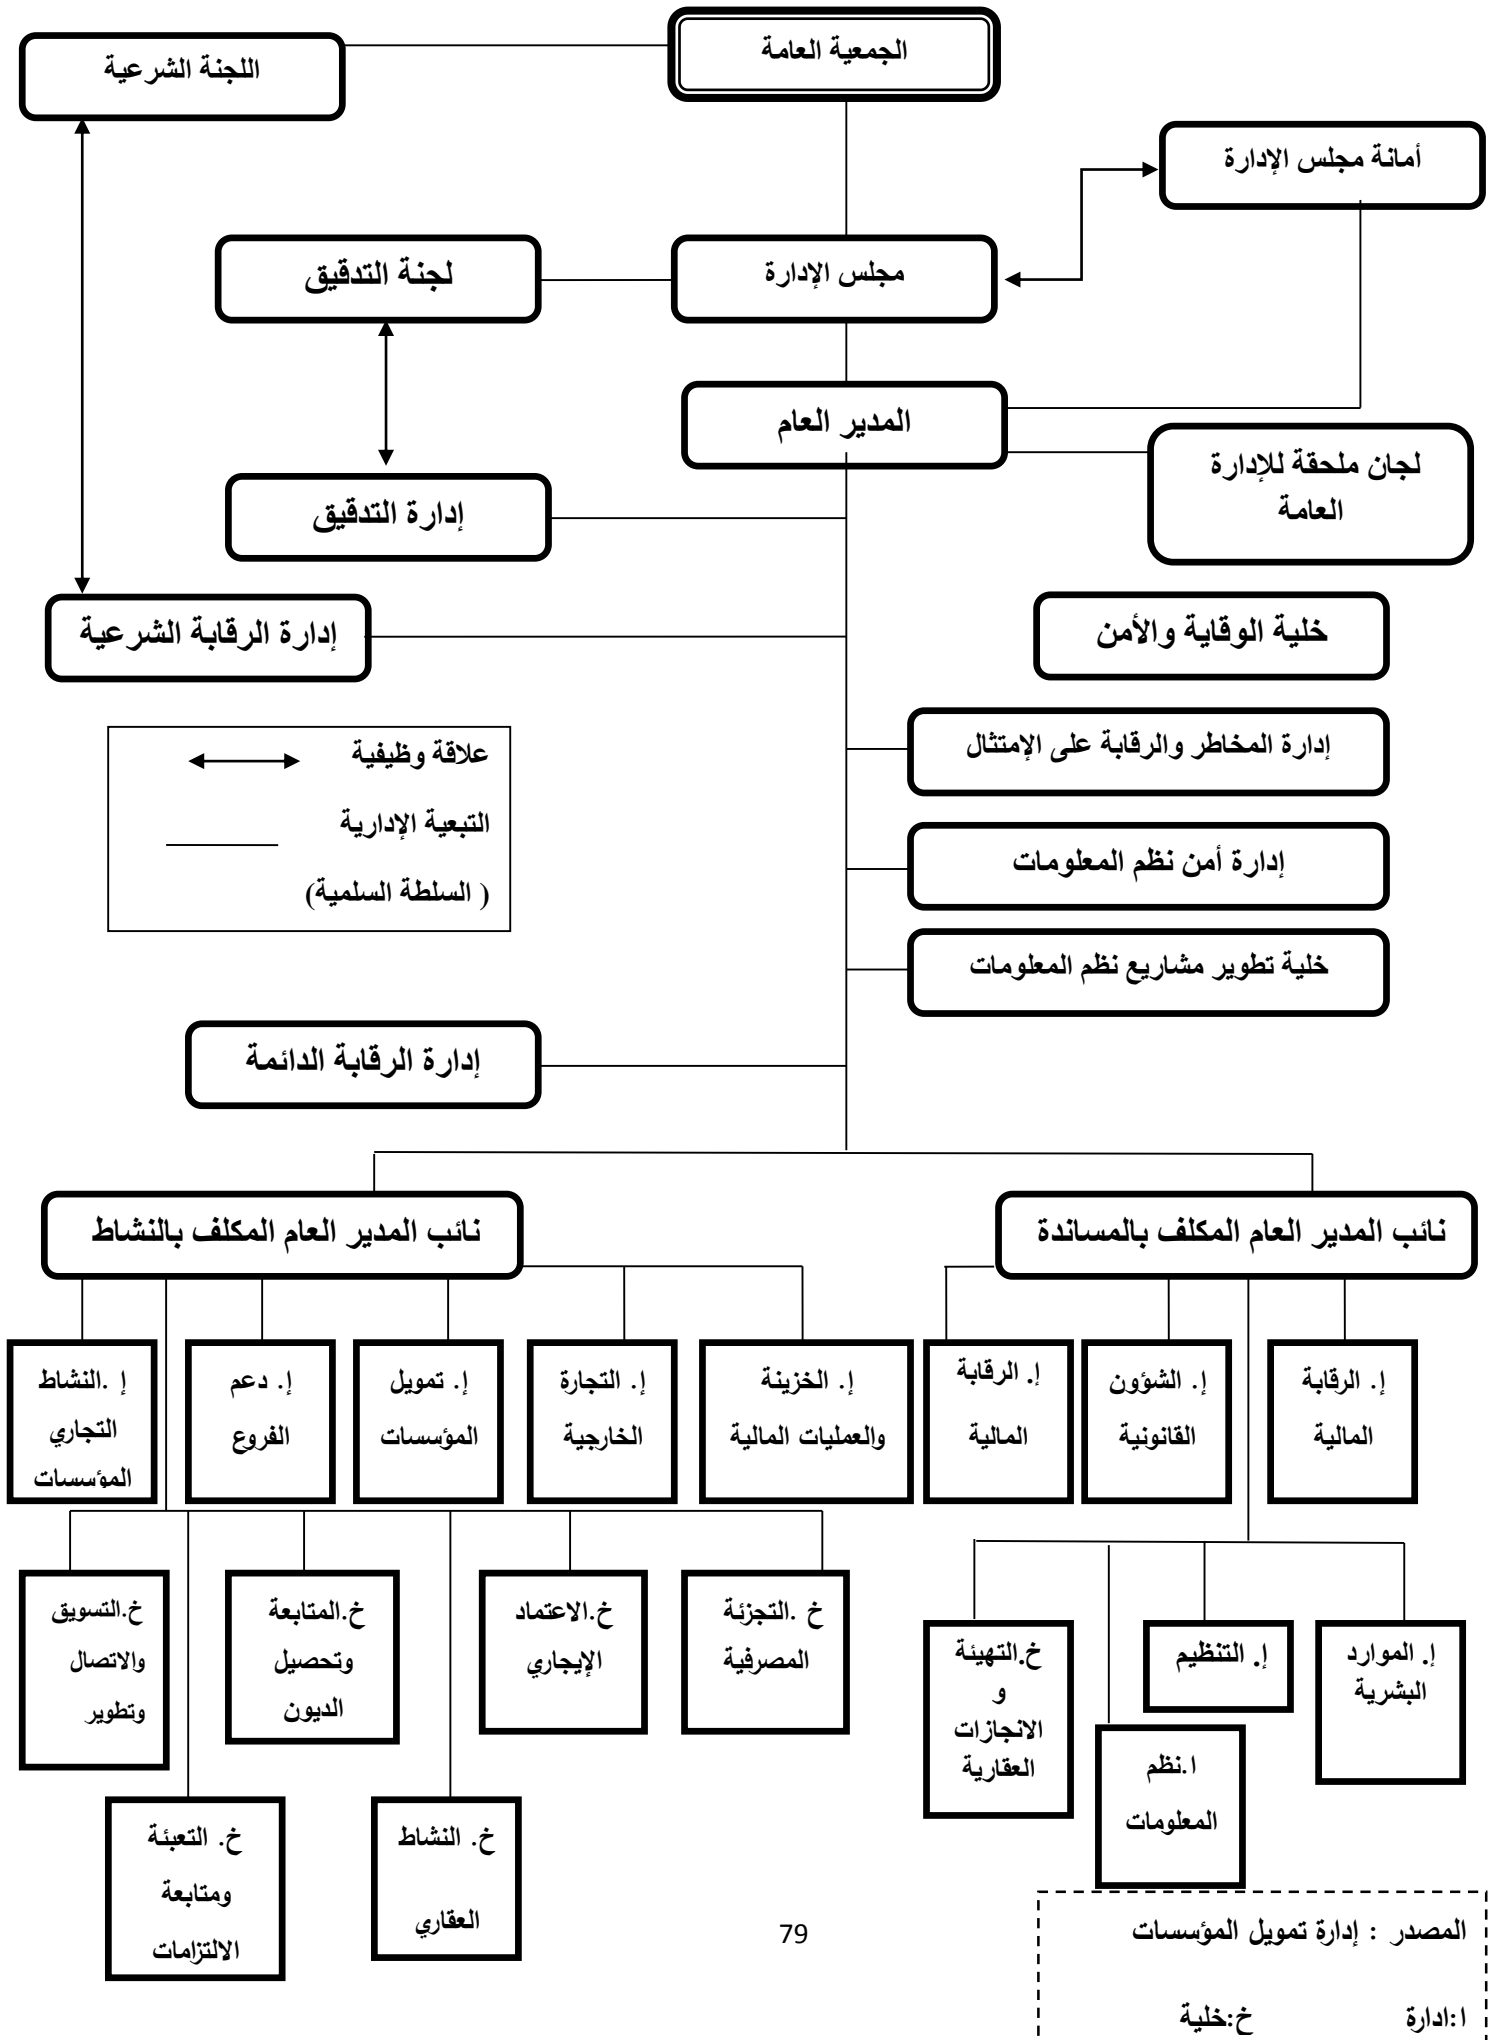 الجمعية العامة
اللجنة الشرعية
أمانة مجلس الإدارة
مجلس الإدارة
لجنة التدقيق
المدير العام
لجان ملحقة للإدارة
العامة
إدارة التدقيق
خلية الوقاية والأمن
إدارة الرقابة الشرعية
إدارة المخاطر والرقابة على الإمتثال
علاقة وظيفية
التبعية الإدارية
( السلطة السلمية)
إدارة أمن نظم المعلومات
خلية تطوير مشاريع نظم المعلومات
إدارة الرقابة الدائمة
نائب المدير العام المكلف بالمساندة
نائب المدير العام المكلف بالنشاط
إ. الرقابة
المالية
إ. الشؤون
القانونية
إ. الرقابة
المالية
إ. الخزينة
والعمليات المالية
إ. التجارة
الخارجية
إ. تمويل
المؤسسات
إ. دعم
الفروع
إ .النشاط
التجاري
المؤسسات
إ. الموارد
البشرية
إ. التنظيم
ا.نظم
المعلومات
خ.التهيئة
و
الانجازات
العقارية
خ .التجزئة
المصرفية
خ.الاعتماد
الإيجاري
خ.المتابعة
وتحصيل
الديون
خ.التسويق
والاتصال
وتطوير
خ. النشاط
العقاري
خ. التعبئة
ومتابعة
الالتزامات
المصدر : إدارة تمويل المؤسسات
ا:ادارة خ:خلية
79